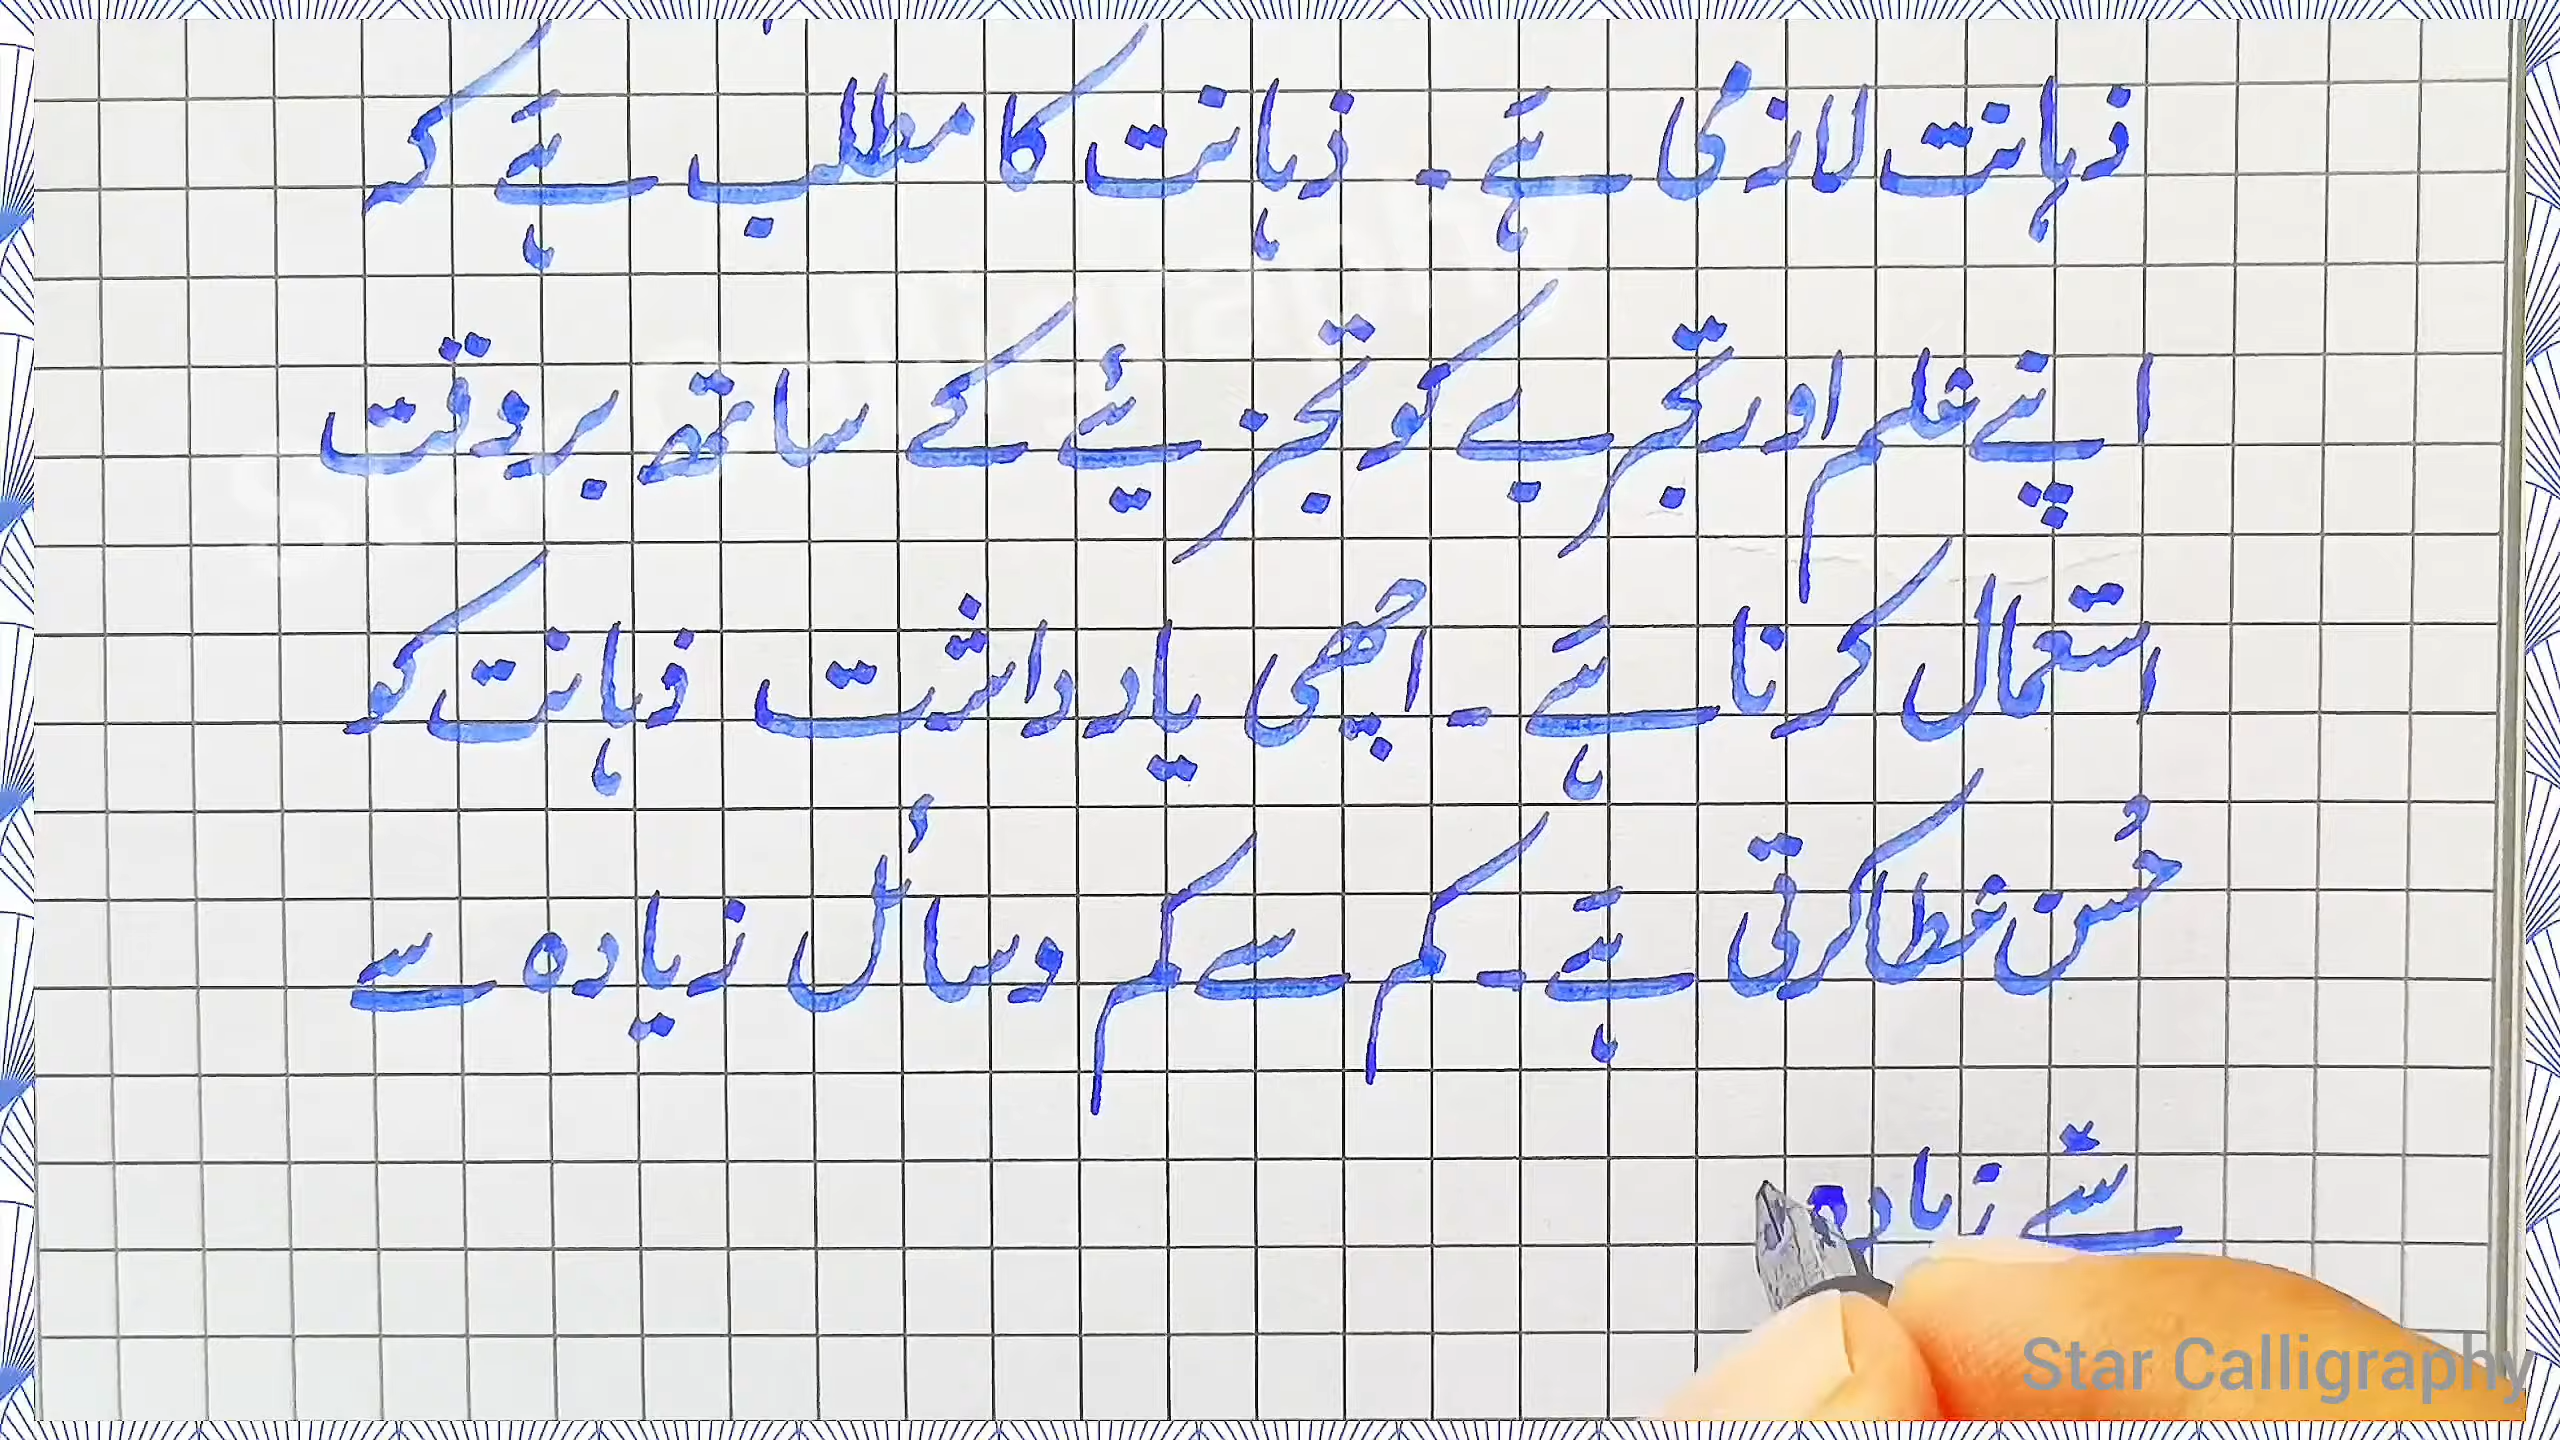 ذہانت لازمی ہے۔ ذہانت کا مطلب ہے کہ
اپنے علم اور تجربے کو تجزیئے کے ساتھ بروقت
استعمال کرنا ہے۔ اچھی یادداشت ذہانت کو
حُسن عطا کرتی ہے۔ کم سے کم وسائل زیادہ سے
سے زیادہ
Star Calligraphy